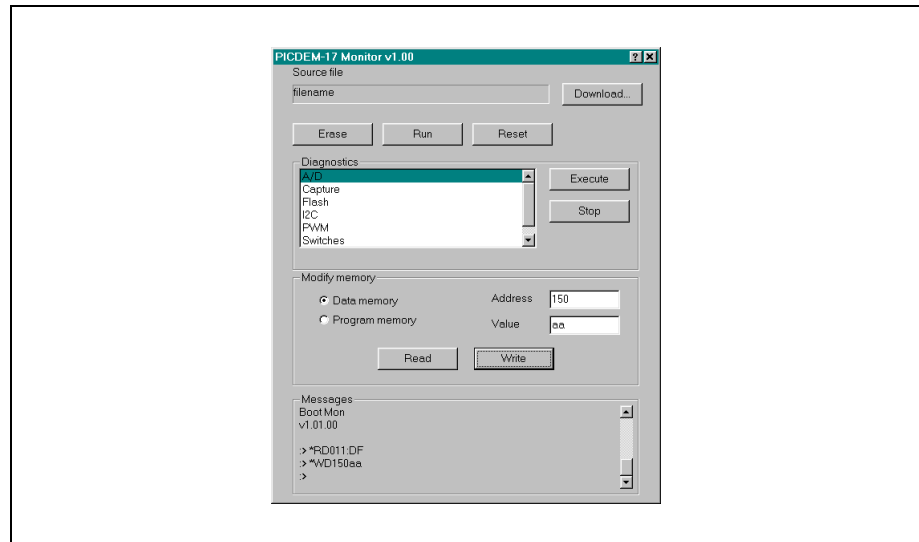 PICDEM-17 Monitor v1.00
Source file
filename
Download...
Erase Run Reset
Diagnostics
A/D
Capture
Flash
I2C
PWM
Switches
Execute
Stop
Modify memory
Data memory
Program memory
Address 150
Value aa
Read Write
Messages
Boot Mon
v1.01.00
:> *RD011:DF
:> *WD150aa
:>